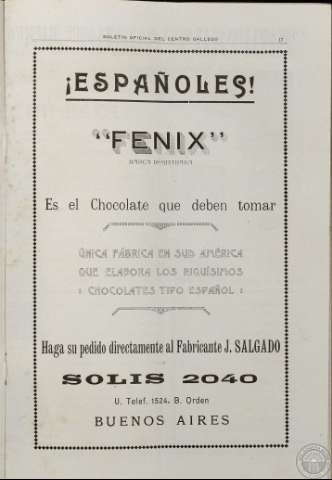 BOLETIN OFICIAL DEL CENTRO GALLEGO 17
¡ESPAÑOLES!
"FENIX"
MARCA REGISTRADA
Es el Chocolate que deben tomar
ÚNICA FÁBRICA EN SUD AMÉRICA
QUE ELABORA LOS RIQUÍSIMOS
: CHOCOLATES TIPO ESPAÑOL :
Haga su pedido directamente al Fabricante J. SALGADO
SOLIS 2040
U. Telef. 1524, B. Orden
BUENOS AIRES